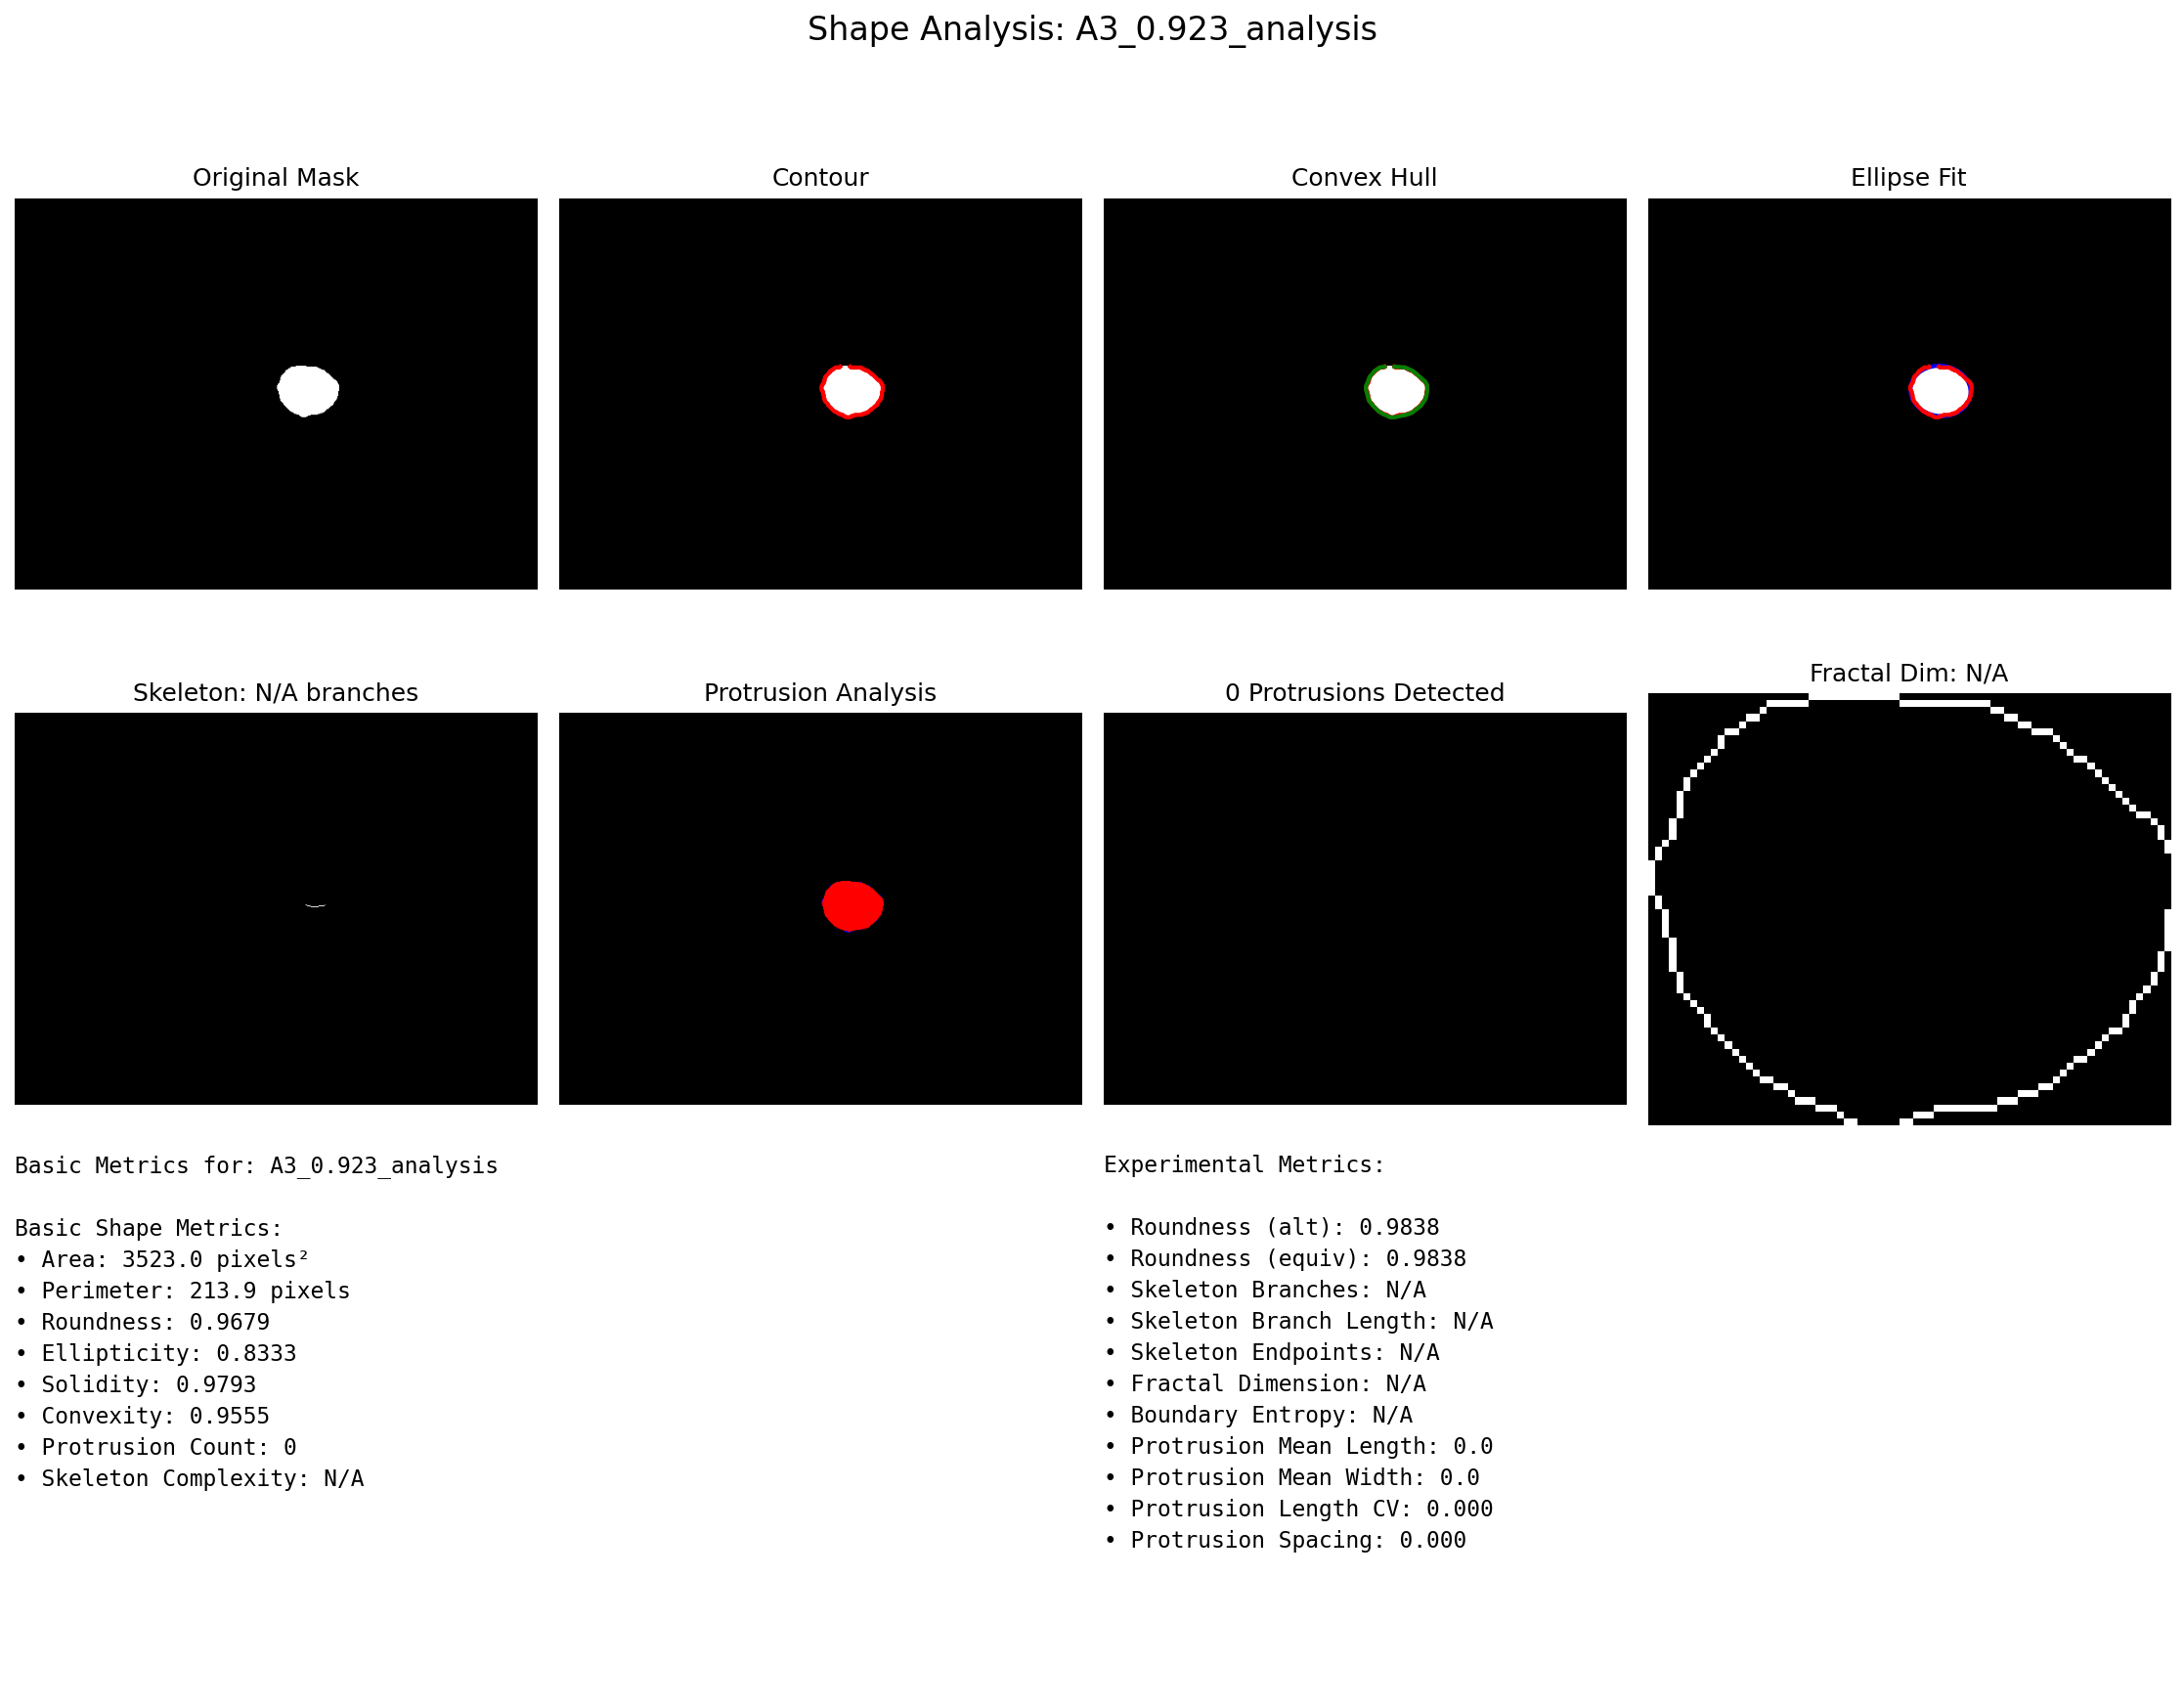 Shape Analysis: A3_0.923_analysis
Original Mask
Contour
Convex Hull
Ellipse Fit
Skeleton: N/A branches
Protrusion Analysis
0 Protrusions Detected
Fractal Dim: N/A
Basic Metrics for: A3_0.923_analysis
Basic Shape Metrics:
• Area: 3523.0 pixels²
• Perimeter: 213.9 pixels
• Roundness: 0.9679
• Ellipticity: 0.8333
• Solidity: 0.9793
• Convexity: 0.9555
• Protrusion Count: 0
• Skeleton Complexity: N/A
Experimental Metrics:
• Roundness (alt): 0.9838
• Roundness (equiv): 0.9838
• Skeleton Branches: N/A
• Skeleton Branch Length: N/A
• Skeleton Endpoints: N/A
• Fractal Dimension: N/A
• Boundary Entropy: N/A
• Protrusion Mean Length: 0.0
• Protrusion Mean Width: 0.0
• Protrusion Length CV: 0.000
• Protrusion Spacing: 0.000